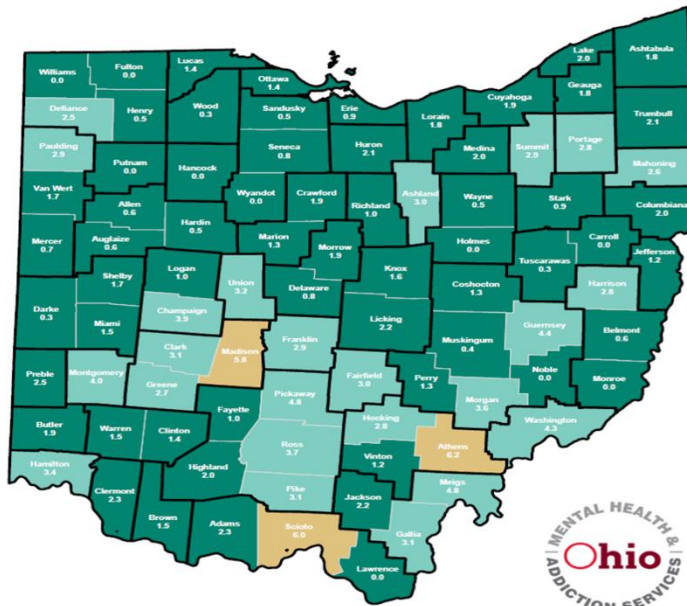 Williams
0.0
Fulton
0.0
Lucas
1.4
Ottawa
1.4
Lake
2.0
Ashtabula
1.8
Geauga
1.8
Cuyahoga
1.9
Defiance
2.5
Henry
0.5
Wood
0.3
Sandusky
0.5
Erie
0.9
Lorain
1.8
Trumbull
2.1
Paulding
2.9
Putnam
0.0
Hancock
0.0
Seneca
0.8
Huron
2.1
Medina
2.0
Summit
2.9
Portage
2.8
Mahoning
2.6
Van Wert
1.7
Allen
0.6
Wyandot
0.0
Crawford
1.9
Richland
1.0
Ashland
3.0
Wayne
0.5
Stark
0.9
Columbiana
2.0
Mercer
0.7
Auglaize
0.6
Hardin
0.5
Marion
1.3
Morrow
1.9
Holmes
0.0
Tuscarawas
0.3
Carroll
0.0
Jefferson
1.2
Shelby
1.7
Logan
1.0
Union
3.2
Delaware
0.8
Knox
1.6
Coshocton
1.3
Harrison
2.8
Darke
0.3
Miami
1.5
Champaign
3.9
Licking
2.2
Muskingum
0.4
Guernsey
4.4
Belmont
0.6
Clark
3.1
Madison
5.8
Franklin
2.9
Preble
2.5
Montgomery
4.0
Greene
2.7
Fairfield
3.0
Perry
1.3
Noble
0.0
Monroe
0.0
Morgan
3.6
Pickaway
4.8
Fayette
1.0
Butler
1.9
Warren
1.5
Clinton
1.4
Hocking
2.8
Washington
4.3
Athens
6.2
Ross
3.7
Vinton
1.2
Hamilton
3.4
Highland
2.0
Clermont
2.3
Pike
3.1
Jackson
2.2
Meigs
4.8
Brown
1.5
Adams
2.3
Scioto
6.0
Gallia
3.1
Lawrence
0.9
MENTAL HEALTH &
Ohio
ADDICTION SERVICES